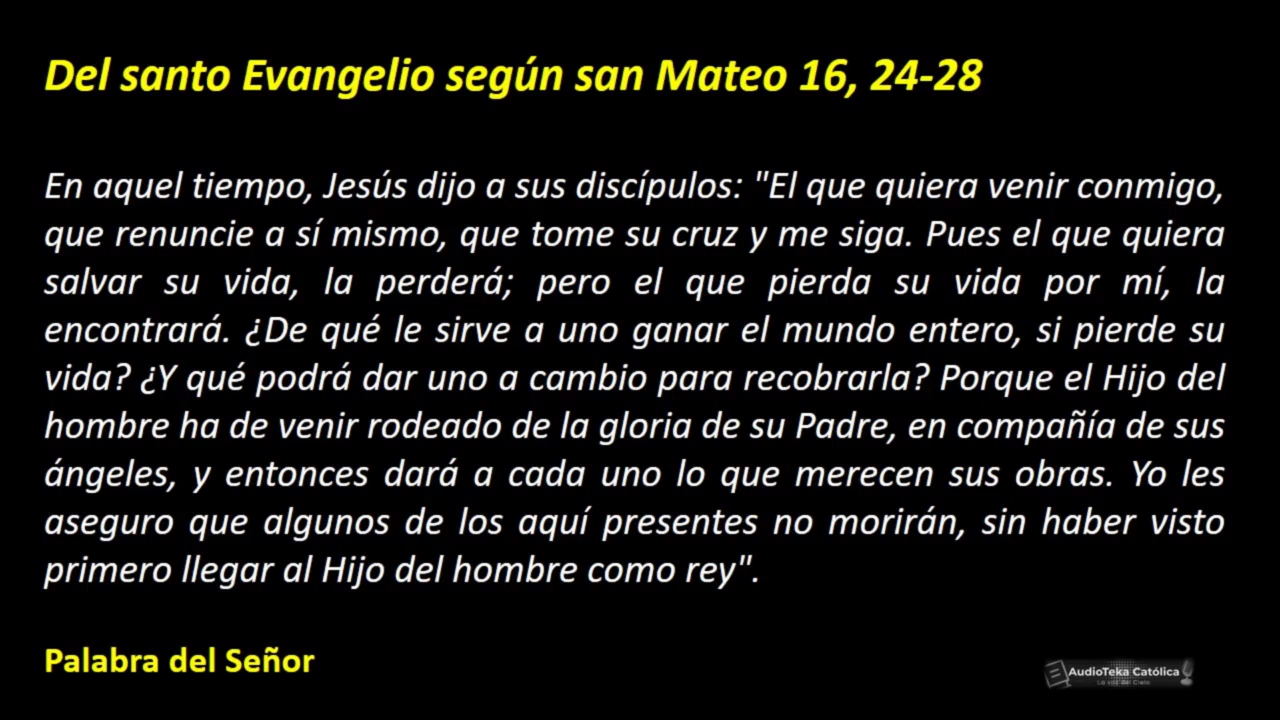 Del santo Evangelio según san Mateo 16, 24-28
En aquel tiempo, Jesús dijo a sus discípulos: "El que quiera venir conmigo,
que renuncie a sí mismo, que tome su cruz y me siga. Pues el que quiera
salvar su vida, la perderá; pero el que pierda su vida por mí, la
encontrará. ¿De qué le sirve a uno ganar el mundo entero, si pierde su
vida? ¿Y qué podrá dar uno a cambio para recobrarla? Porque el Hijo del
hombre ha de venir rodeado de la gloria de su Padre, en compañía de sus
ángeles, y entonces dará a cada uno lo que merecen sus obras. Yo les
aseguro que algunos de los aquí presentes no morirán, sin haber visto
primero llegar al Hijo del hombre como rey".
Palabra del Señor
AudioTeka Católica
La voz del Cielo